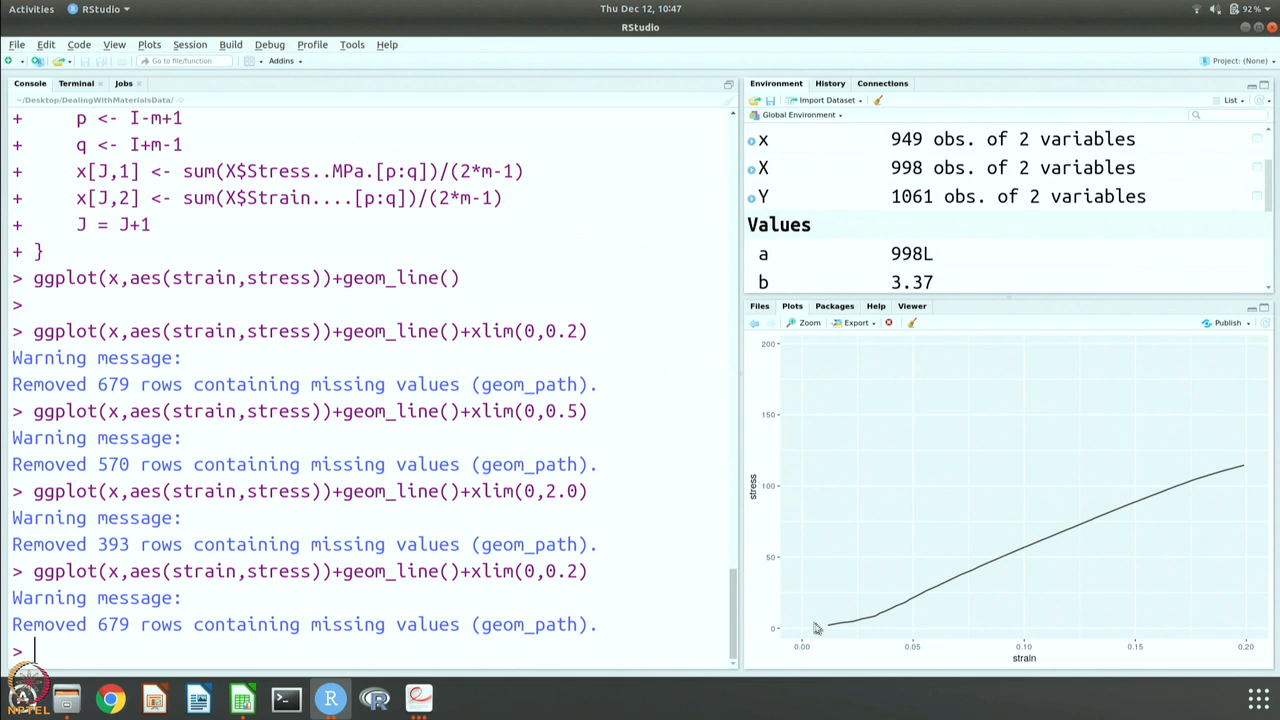 Activities RStudio Thu Dec 12, 10:47 92%
RStudio
File Edit Code View Plots Session Build Debug Profile Tools Help
Go to file/function Addins Project: (None)
Console Terminal Jobs
~/Desktop/DealingWithMaterialsData/
+ p <- I-m+1
+ q <- I+m-1
+ x[J,1] <- sum(X$Stress..MPa.[p:q])/(2*m-1)
+ x[J,2] <- sum(X$Strain....[p:q])/(2*m-1)
+ J = J+1
+ }
> ggplot(x,aes(strain,stress))+geom_line()
>
> ggplot(x,aes(strain,stress))+geom_line()+xlim(0,0.2)
Warning message:
Removed 679 rows containing missing values (geom_path).
> ggplot(x,aes(strain,stress))+geom_line()+xlim(0,0.5)
Warning message:
Removed 570 rows containing missing values (geom_path).
> ggplot(x,aes(strain,stress))+geom_line()+xlim(0,2.0)
Warning message:
Removed 393 rows containing missing values (geom_path).
> ggplot(x,aes(strain,stress))+geom_line()+xlim(0,0.2)
Warning message:
Removed 679 rows containing missing values (geom_path).
>
Environment History Connections
Import Dataset List
Global Environment
x 949 obs. of 2 variables
X 998 obs. of 2 variables
Y 1061 obs. of 2 variables
Values
a 998L
b 3.37
Files Plots Packages Help Viewer
Zoom Export Publish
200
150
100
50
0
stress
0.00 0.05 0.10 0.15 0.20
strain
NPTEL